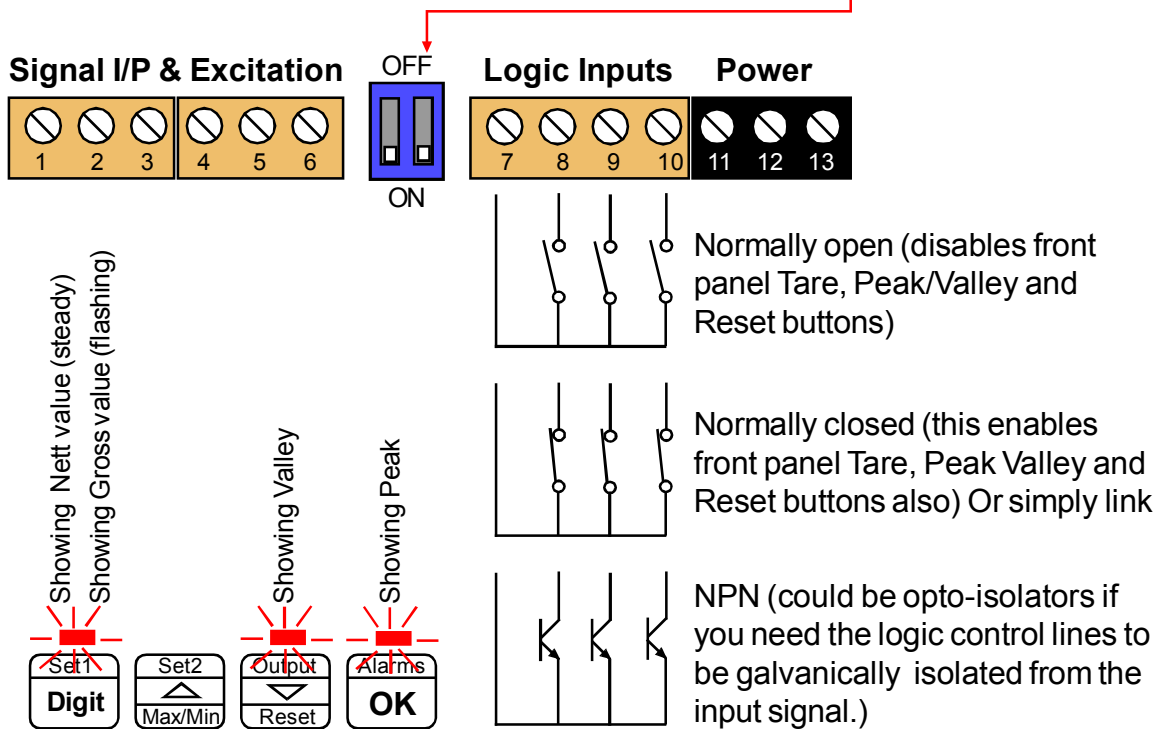 Signal I/P & Excitation
OFF
Logic Inputs
Power
1 2 3 4 5 6
7 8 9 10 11 12 13
ON
Normally open (disables front
panel Tare, Peak/Valley and
Reset buttons)
Normally closed (this enables
front panel Tare, Peak Valley and
Reset buttons also) Or simply link
NPN (could be opto-isolators if
you need the logic control lines to
be galvanically isolated from the
input signal.)
Showing Nett value (steady)
Showing Gross value (flashing)
Showing Valley
Showing Peak
Set1
Digit
Set2
Max/Min
Output
Reset
Alarms
OK